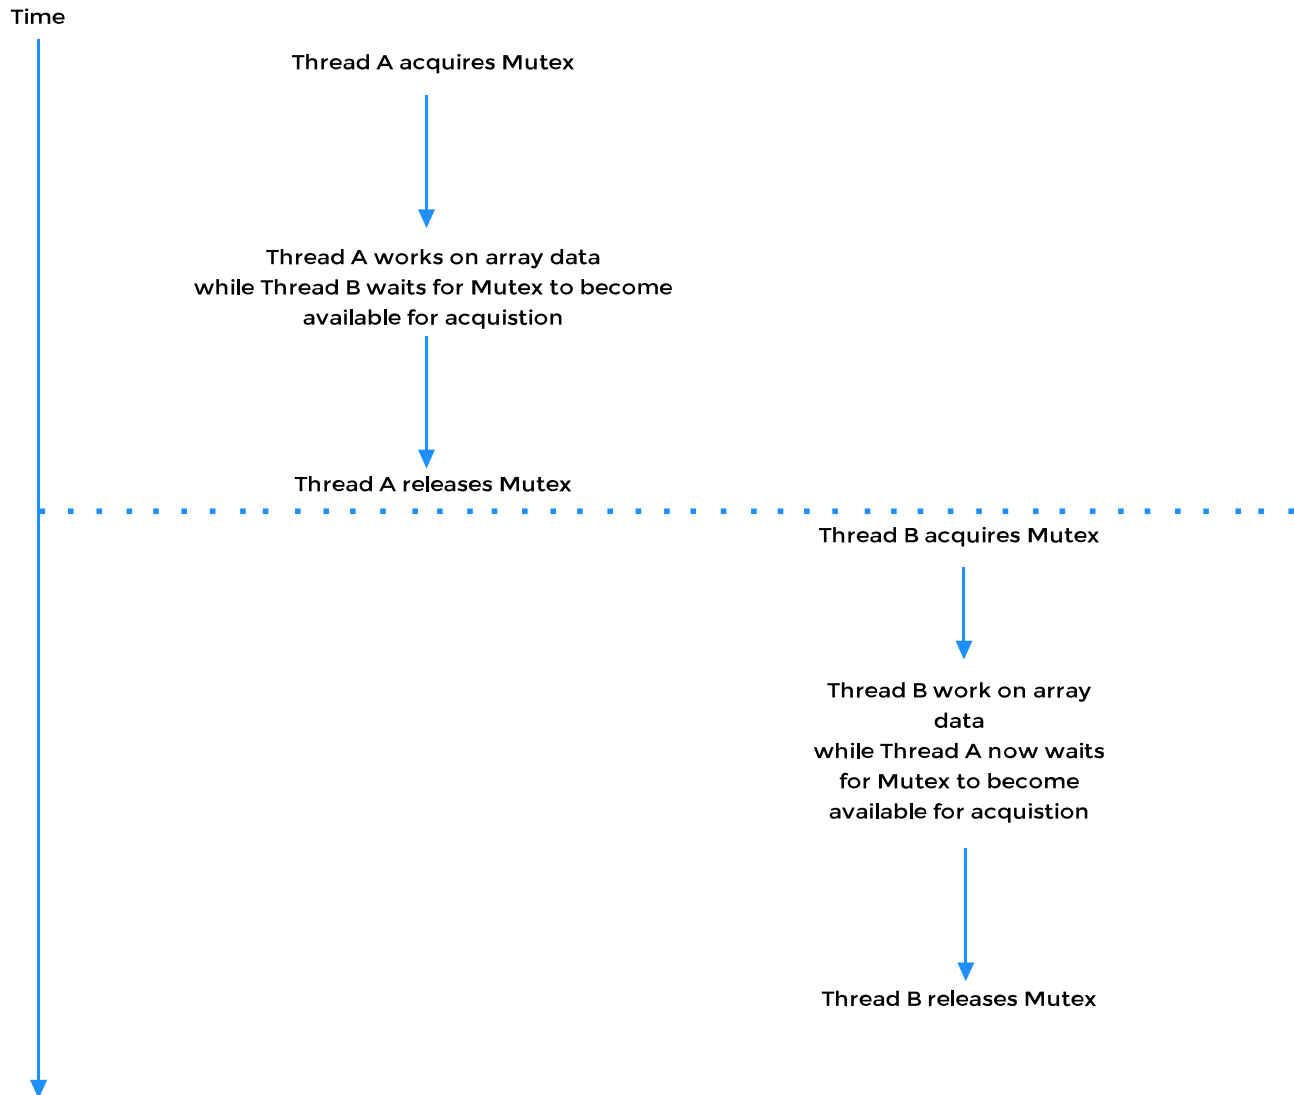 Time
Thread A acquires Mutex
Thread A works on array data
while Thread B waits for Mutex to become
available for acquistion
Thread A releases Mutex
Thread B acquires Mutex
Thread B work on array
data
while Thread A now waits
for Mutex to become
available for acquistion
Thread B releases Mutex